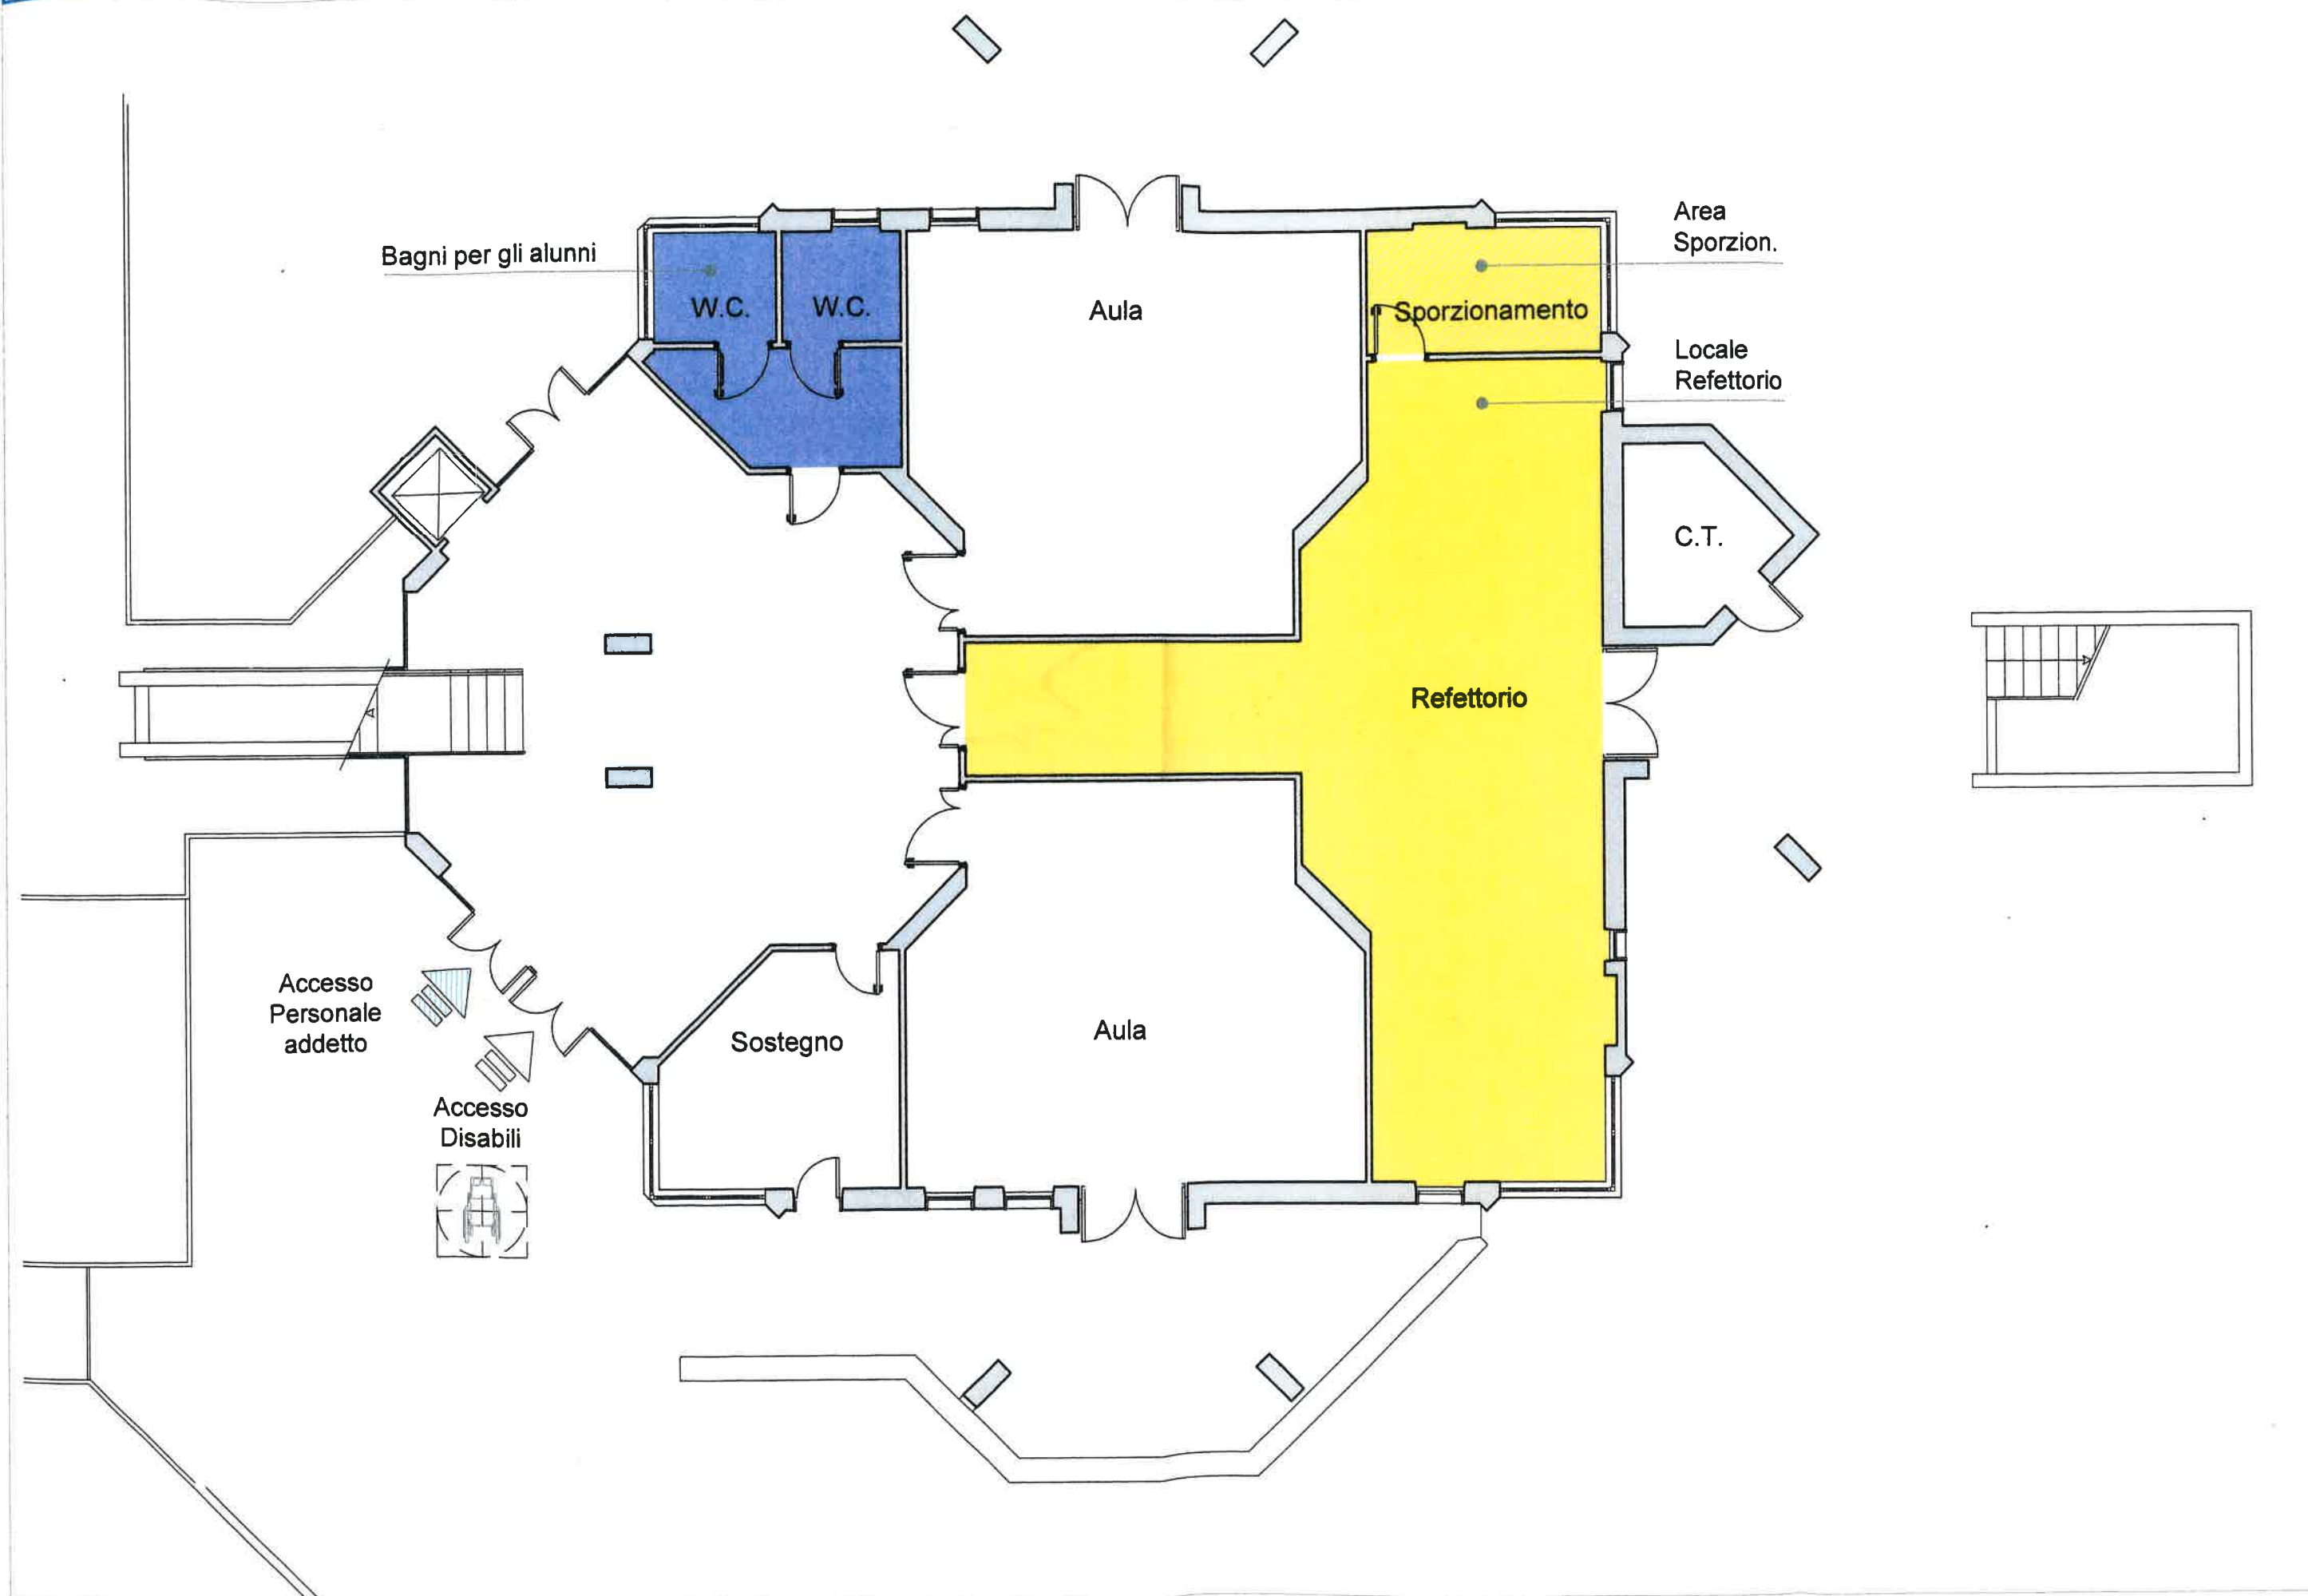 Area
Sporzion.
Bagni per gli alunni
W.C.
W.C.
Aula
Sporzionamento
Locale
Refettorio
C.T.
Refettorio
Accesso
Personale
addetto
Sostegno
Aula
Accesso
Disabili